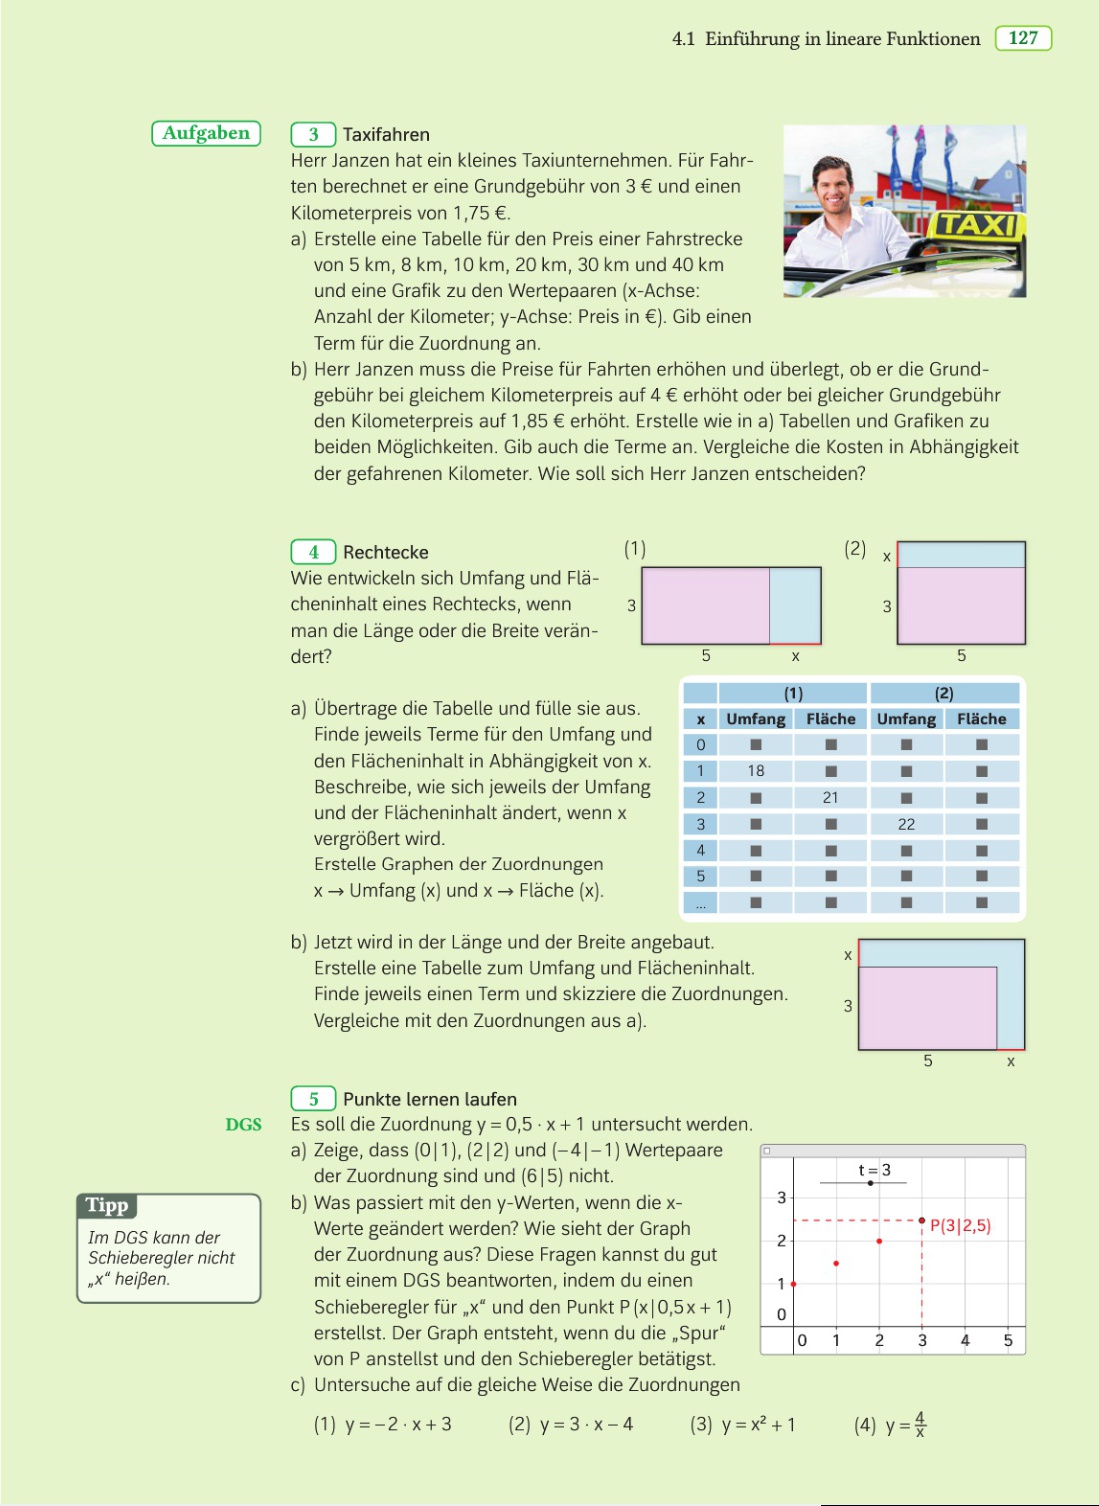 4.1 Einführung in lineare Funktionen 127
Aufgaben
3 Taxifahren
Herr Janzen hat ein kleines Taxiunternehmen. Für Fahr-
ten berechnet er eine Grundgebühr von 3 € und einen
Kilometerpreis von 1,75 €.
a) Erstelle eine Tabelle für den Preis einer Fahrstrecke
von 5 km, 8 km, 10 km, 20 km, 30 km und 40 km
und eine Grafik zu den Wertepaaren (x-Achse:
Anzahl der Kilometer; y-Achse: Preis in €). Gib einen
Term für die Zuordnung an.
TAXI
b) Herr Janzen muss die Preise für Fahrten erhöhen und überlegt, ob er die Grund-
gebühr bei gleichem Kilometerpreis auf 4 € erhöht oder bei gleicher Grundgebühr
den Kilometerpreis auf 1,85 € erhöht. Erstelle wie in a) Tabellen und Grafiken zu
beiden Möglichkeiten. Gib auch die Terme an. Vergleiche die Kosten in Abhängigkeit
der gefahrenen Kilometer. Wie soll sich Herr Janzen entscheiden?
4 Rechtecke
Wie entwickeln sich Umfang und Flä-
cheninhalt eines Rechtecks, wenn
man die Länge oder die Breite verän-
dert?
(1)
3
5 x
(2)
x
3
5
a) Übertrage die Tabelle und fülle sie aus.
Finde jeweils Terme für den Umfang und
den Flächeninhalt in Abhängigkeit von x.
Beschreibe, wie sich jeweils der Umfang
und der Flächeninhalt ändert, wenn x
vergrößert wird.
Erstelle Graphen der Zuordnungen
x → Umfang (x) und x → Fläche (x).
(1) (2)
x Umfang Fläche Umfang Fläche
0 ■ ■ ■ ■
1 18 ■ ■ ■
2 ■ 21 ■ ■
3 ■ ■ 22 ■
4 ■ ■ ■ ■
5 ■ ■ ■ ■
... ■ ■ ■ ■
b) Jetzt wird in der Länge und der Breite angebaut.
Erstelle eine Tabelle zum Umfang und Flächeninhalt.
Finde jeweils einen Term und skizziere die Zuordnungen.
Vergleiche mit den Zuordnungen aus a).
x
3
5 x
5 Punkte lernen laufen
DGS
Es soll die Zuordnung y = 0,5 · x + 1 untersucht werden.
a) Zeige, dass (0|1), (2|2) und (−4|−1) Wertepaare
der Zuordnung sind und (6|5) nicht.
b) Was passiert mit den y-Werten, wenn die x-
Werte geändert werden? Wie sieht der Graph
der Zuordnung aus? Diese Fragen kannst du gut
mit einem DGS beantworten, indem du einen
Schieberegler für „x“ und den Punkt P (x|0,5x + 1)
erstellst. Der Graph entsteht, wenn du die „Spur“
von P anstellst und den Schieberegler betätigst.
Tipp
Im DGS kann der
Schieberegler nicht
„x“ heißen.
t = 3
3
P(3|2,5)
2
1
0
0 1 2 3 4 5
c) Untersuche auf die gleiche Weise die Zuordnungen
(1) y = −2 · x + 3 (2) y = 3 · x − 4 (3) y = x² + 1 (4) y = 4/x